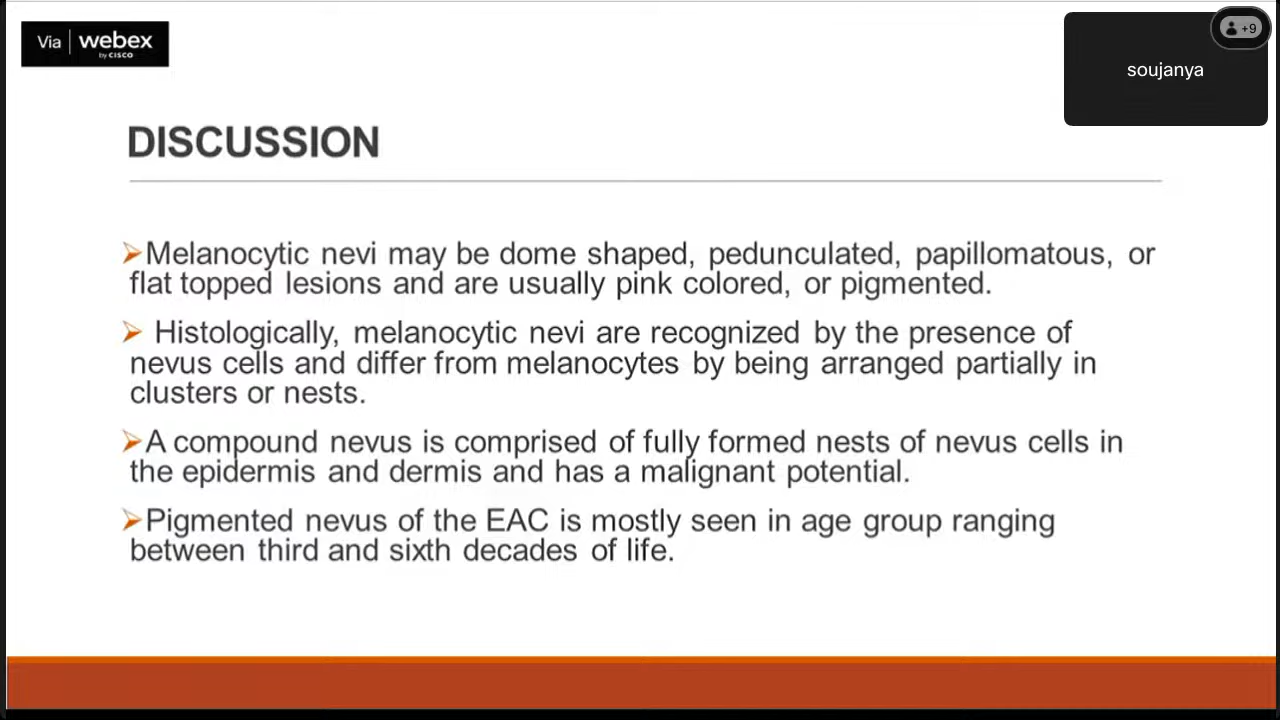 Via webex
by CISCO
+9
soujanya
DISCUSSION
Melanocytic nevi may be dome shaped, pedunculated, papillomatous, or
flat topped lesions and are usually pink colored, or pigmented.
Histologically, melanocytic nevi are recognized by the presence of
nevus cells and differ from melanocytes by being arranged partially in
clusters or nests.
A compound nevus is comprised of fully formed nests of nevus cells in
the epidermis and dermis and has a malignant potential.
Pigmented nevus of the EAC is mostly seen in age group ranging
between third and sixth decades of life.